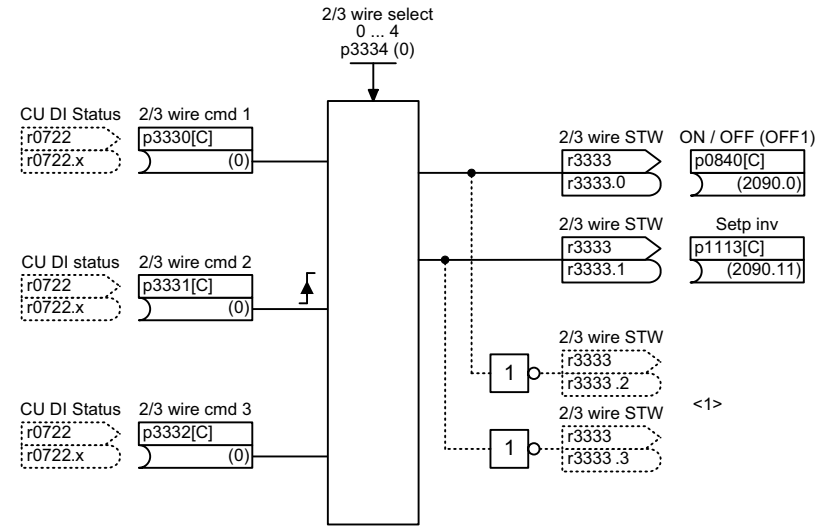 2/3 wire select
0 ... 4
p3334 (0)
CU DI Status 2/3 wire cmd 1
r0722 p3330[C]
r0722.x (0)
2/3 wire STW ON / OFF (OFF1)
r3333 p0840[C]
r3333.0 (2090.0)
2/3 wire STW Setp inv
r3333 p1113[C]
r3333.1 (2090.11)
CU DI status 2/3 wire cmd 2
r0722 p3331[C]
r0722.x (0)
2/3 wire STW
1 r3333
r3333 .2
<1>
CU DI Status 2/3 wire cmd 3
r0722 p3332[C]
r0722.x (0)
2/3 wire STW
1 r3333
r3333 .3